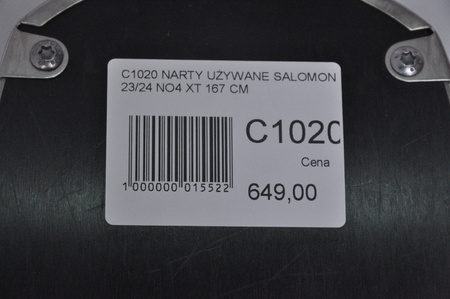 C1020 NARTY UŻYWANE SALOMON
23/24 NO4 XT 167 CM
C1020
Cena
1 000000 015522
649,00